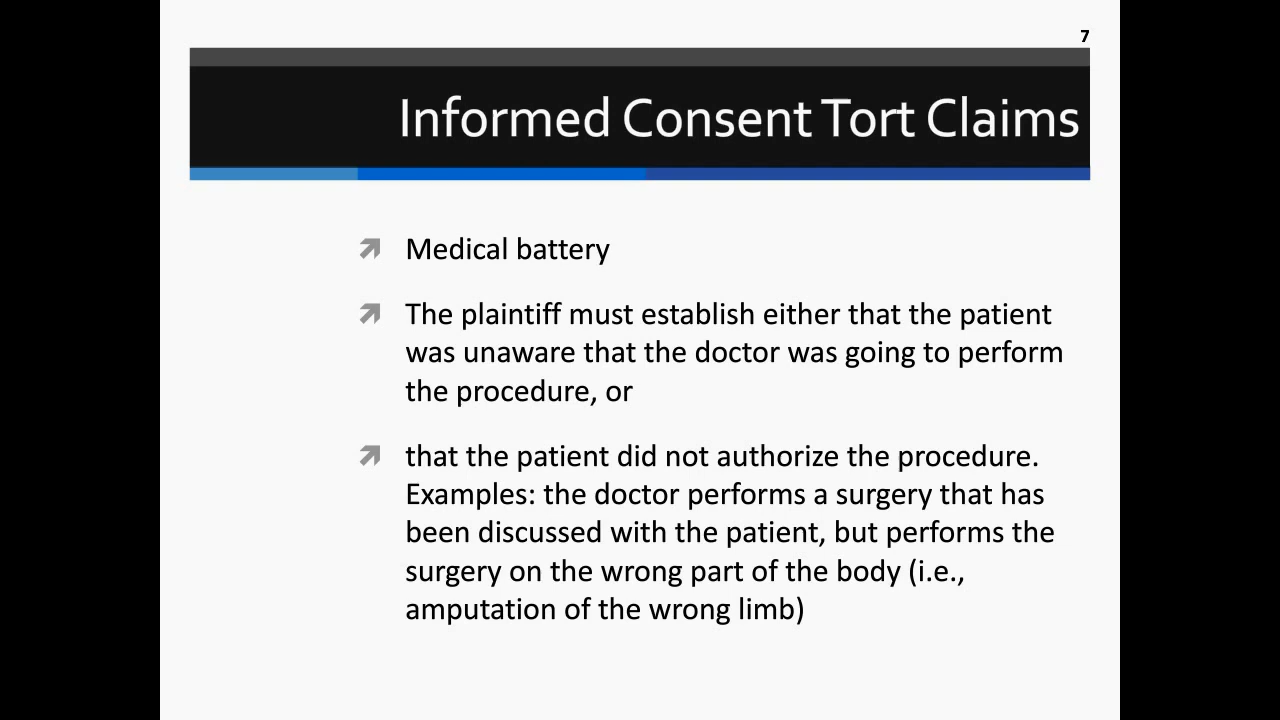 7
Informed Consent Tort Claims
Medical battery
The plaintiff must establish either that the patient
was unaware that the doctor was going to perform
the procedure, or
that the patient did not authorize the procedure.
Examples: the doctor performs a surgery that has
been discussed with the patient, but performs the
surgery on the wrong part of the body (i.e.,
amputation of the wrong limb)